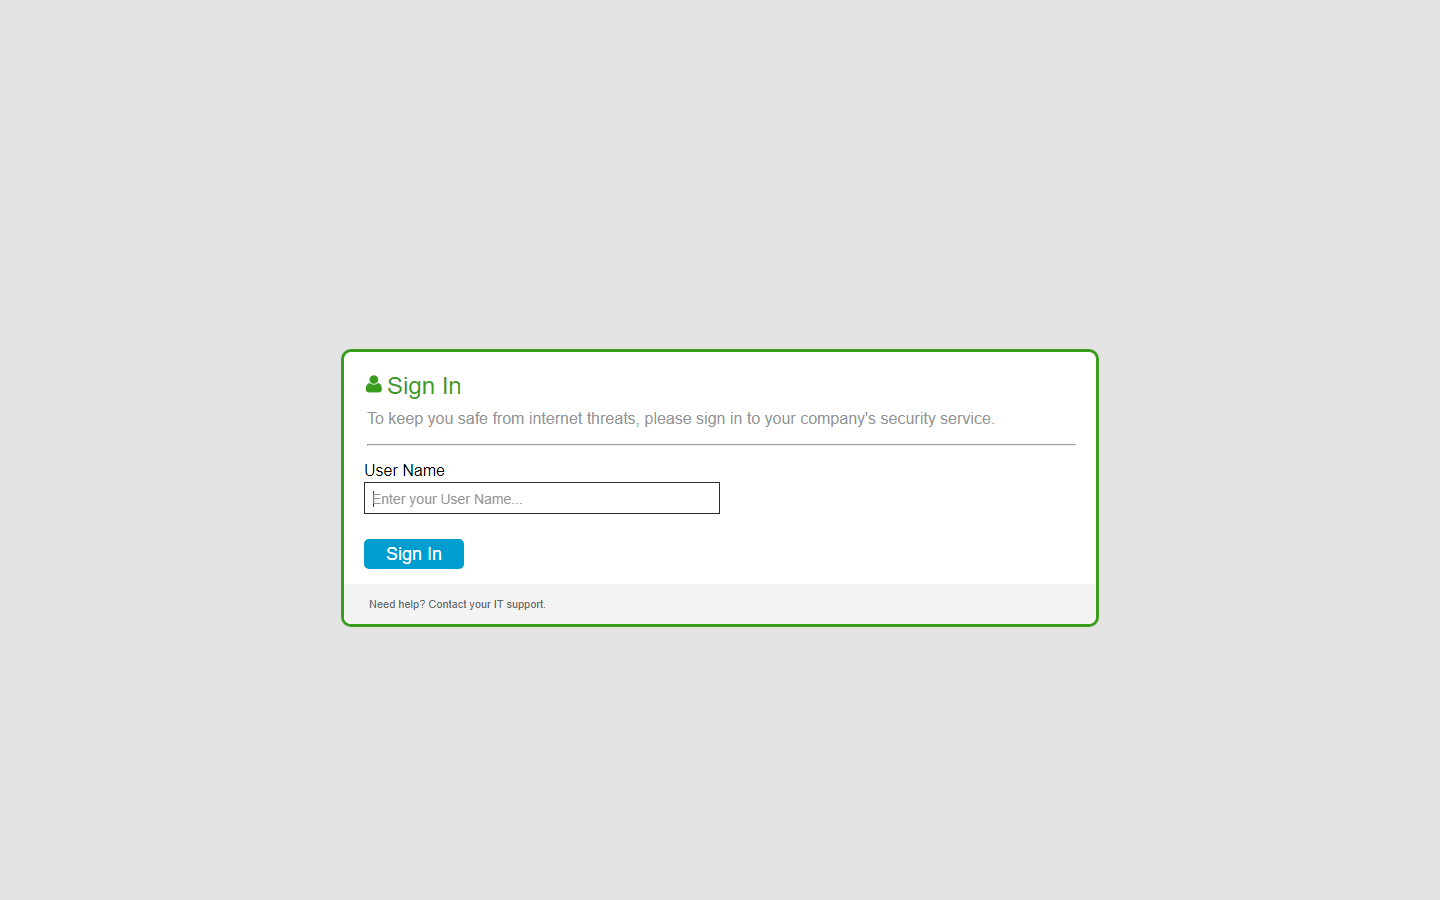 Sign In
To keep you safe from internet threats, please sign in to your company's security service.
User Name
Enter your User Name...
Sign In
Need help? Contact your IT support.